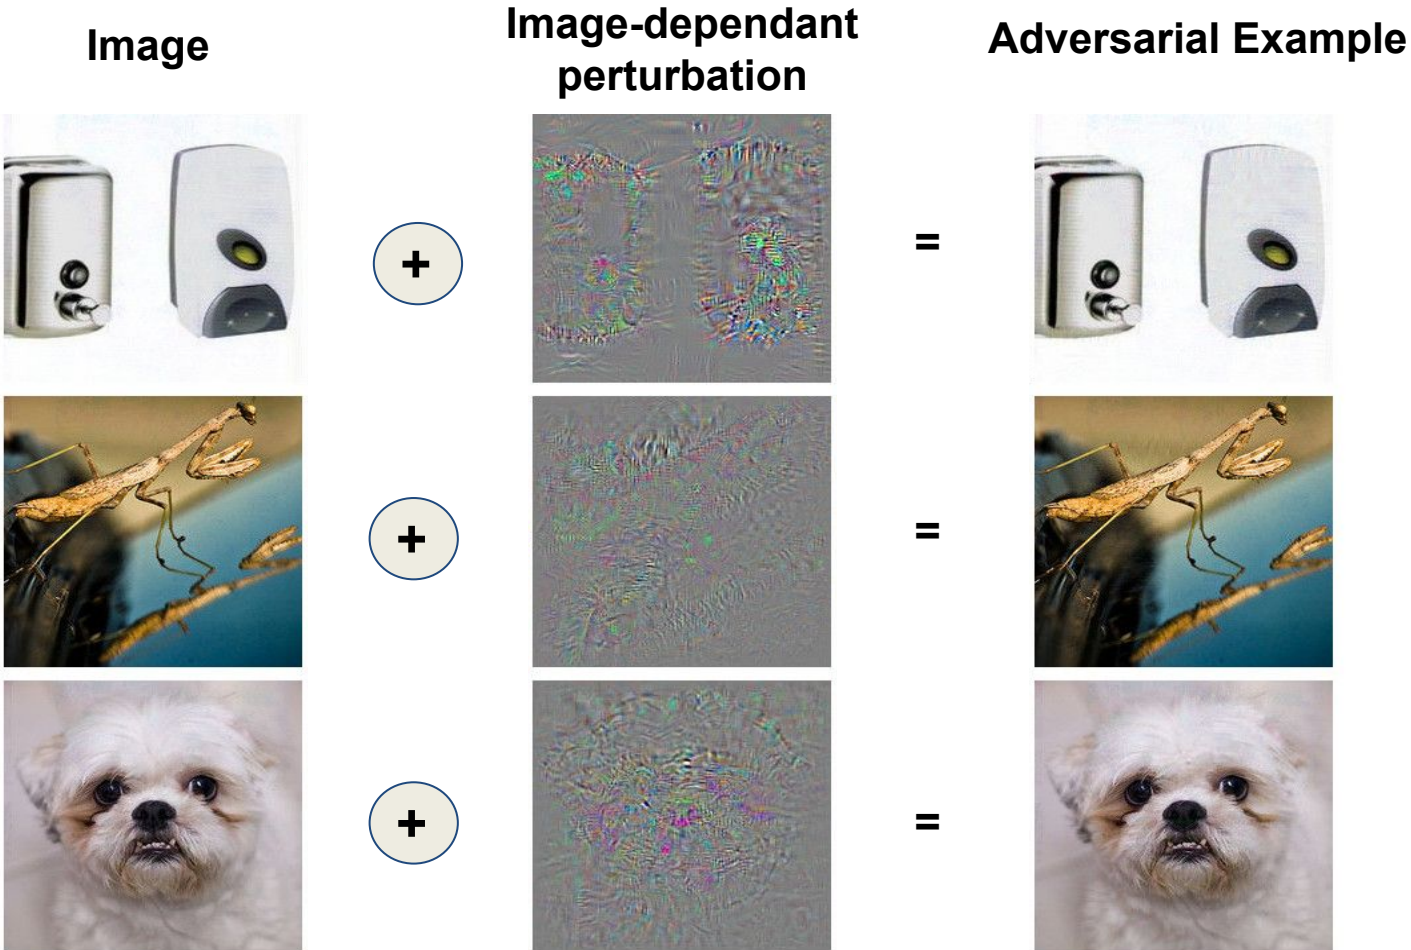 Image
Image-dependant
perturbation
Adversarial Example
+
=
+
=
+
=